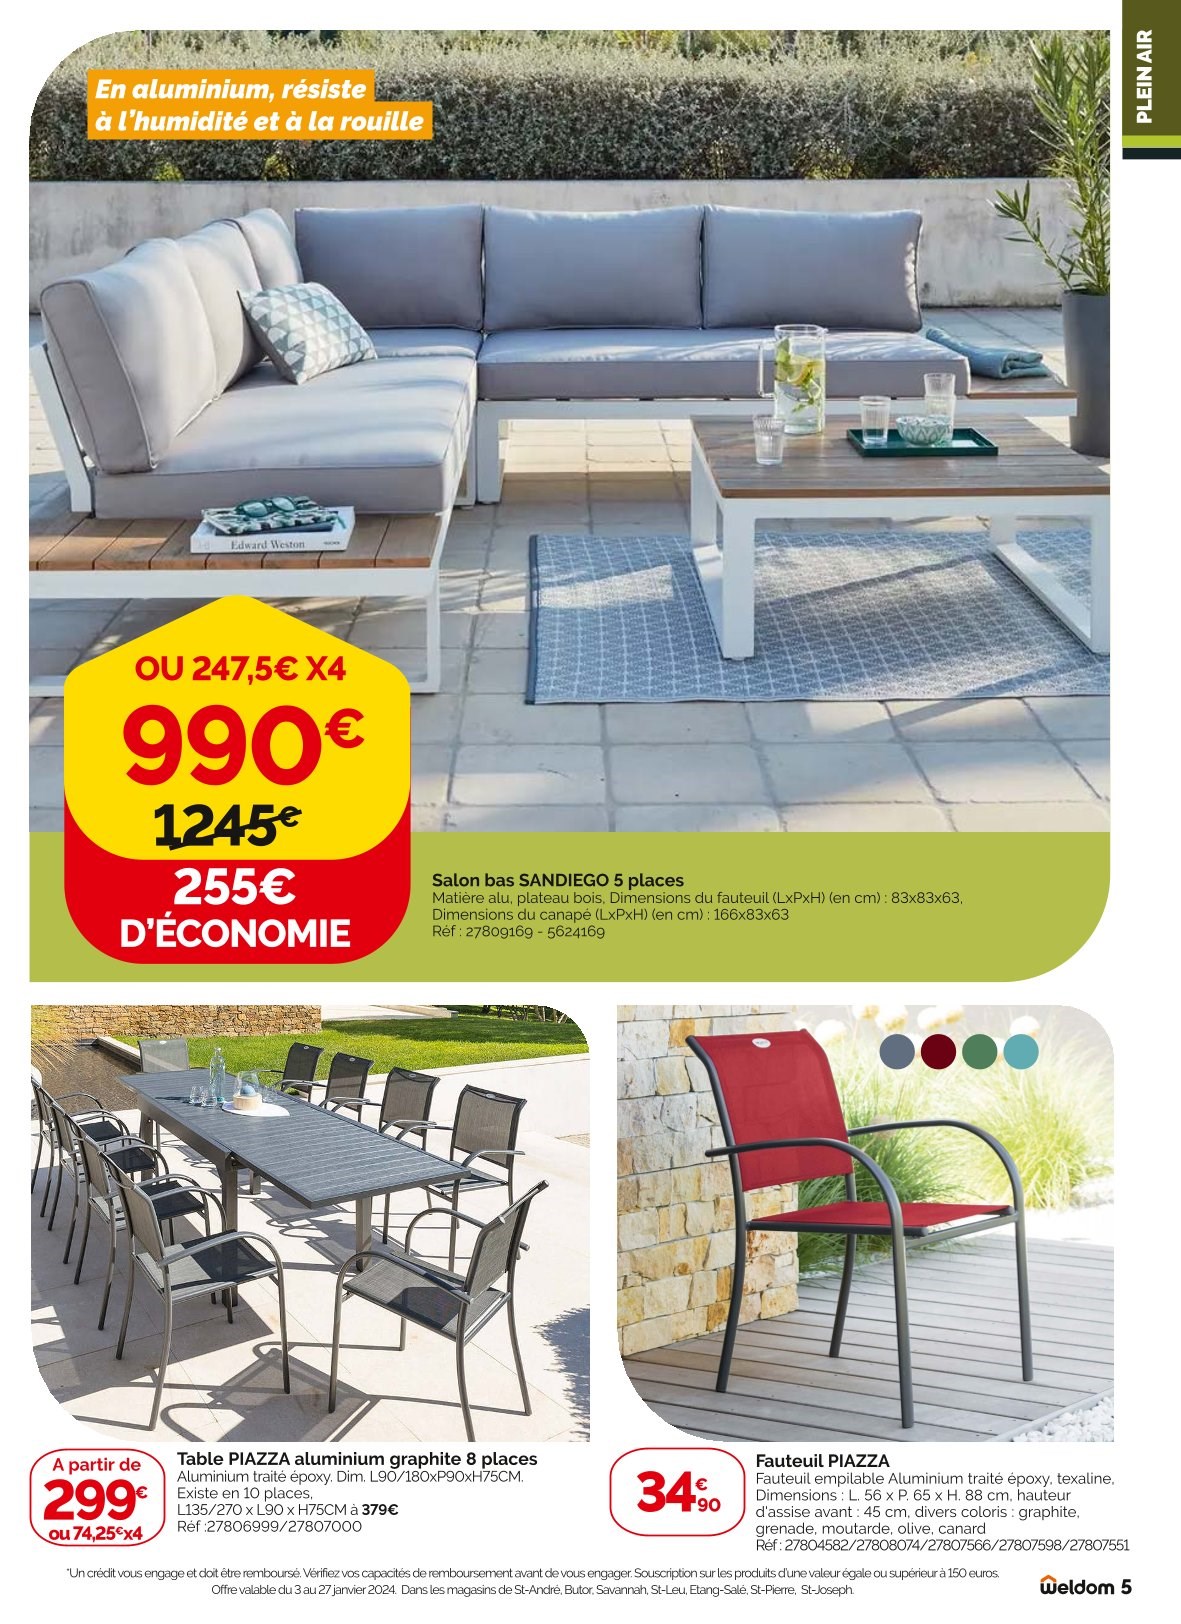 PLEIN AIR
En aluminium, résiste
à l'humidité et à la rouille
Edward Weston
OU 247,5€ X4
990€
1245€
255€
D'ÉCONOMIE
Salon bas SANDIEGO 5 places
Matière alu, plateau bois, Dimensions du fauteuil (LxPxH) (en cm) : 83x83x63,
Dimensions du canapé (LxPxH) (en cm) : 166x83x63
Réf : 27809169 - 5624169
A partir de
299€
ou 74,25€x4
Table PIAZZA aluminium graphite 8 places
Aluminium traité époxy. Dim. L90/180xP90xH75CM.
Existe en 10 places,
L135/270 x L90 x H75CM à 379€
Réf :27806999/27807000
34€90
Fauteuil PIAZZA
Fauteuil empilable Aluminium traité époxy, texaline,
Dimensions : L. 56 x P. 65 x H. 88 cm, hauteur
d'assise avant : 45 cm, divers coloris : graphite,
grenade, moutarde, olive, canard
Réf : 27804582/27808074/27807566/27807598/27807551
*Un crédit vous engage et doit être remboursé. Vérifiez vos capacités de remboursement avant de vous engager. Souscription sur les produits d'une valeur égale ou supérieur à 150 euros.
Offre valable du 3 au 27 janvier 2024. Dans les magasins de St-André, Butor, Savannah, St-Leu, Etang-Salé, St-Pierre, St-Joseph.
weldom 5